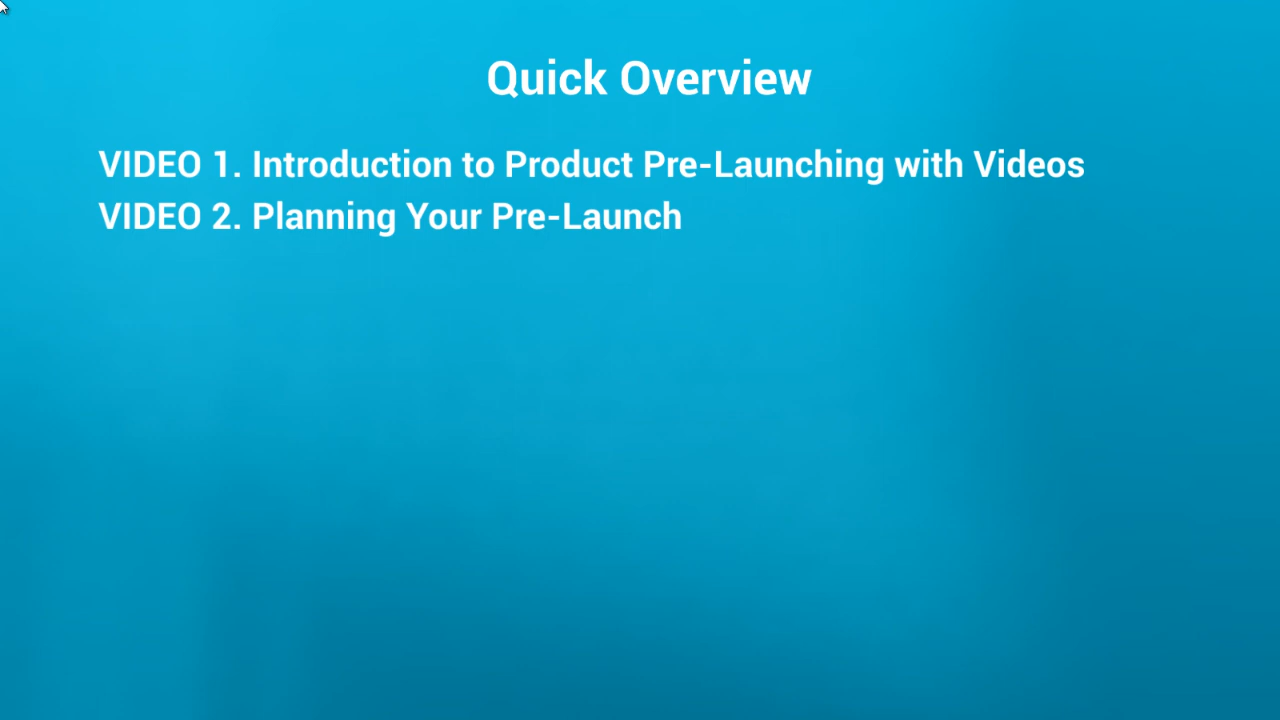 Quick Overview
VIDEO 1. Introduction to Product Pre-Launching with Videos
VIDEO 2. Planning Your Pre-Launch